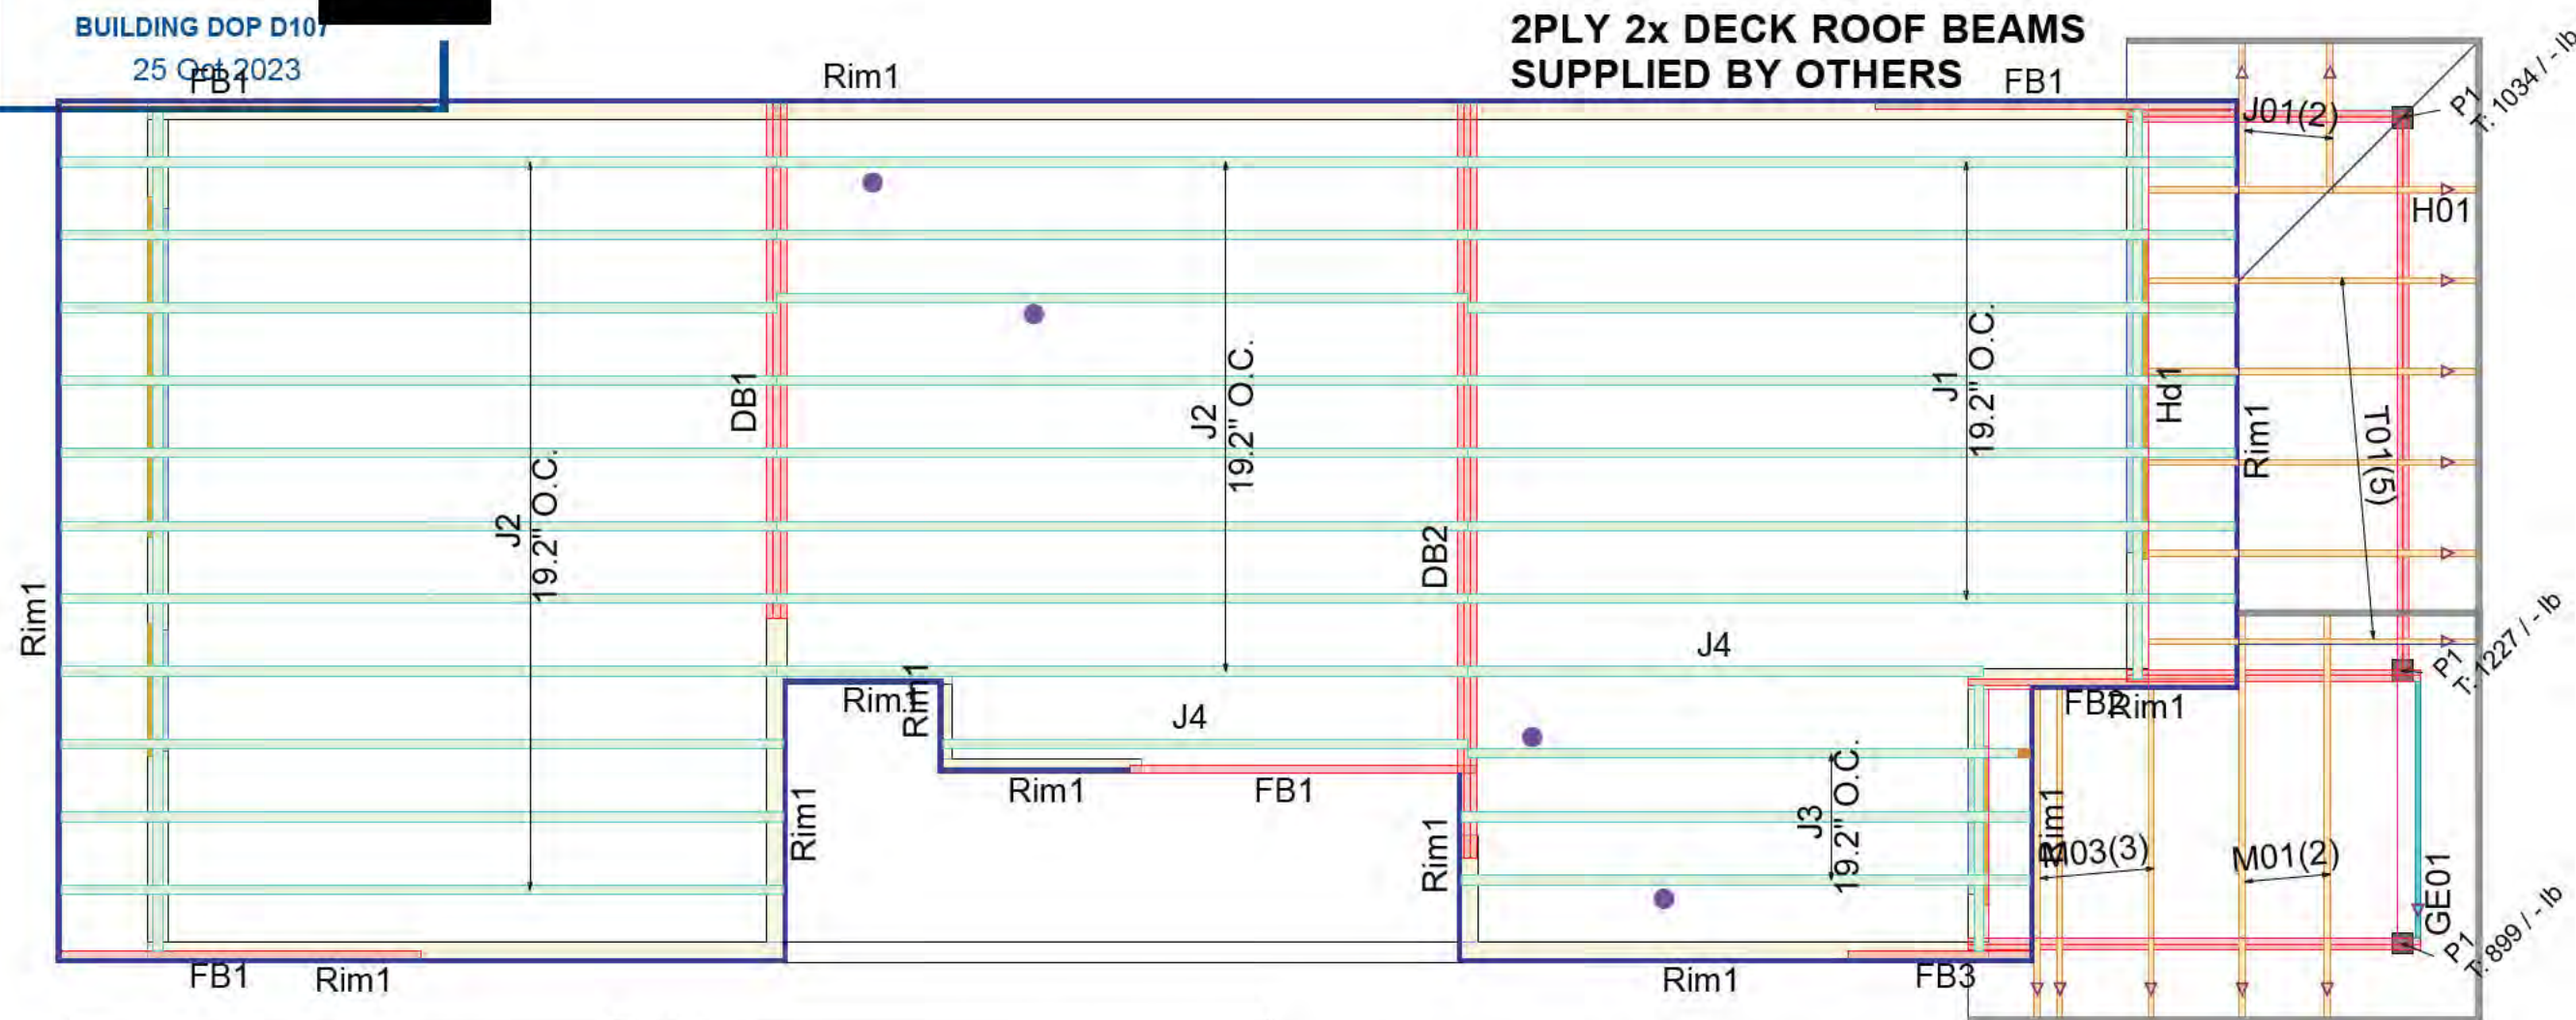 BUILDING DOP D107
25 Oct 2023
2PLY 2x DECK ROOF BEAMS
SUPPLIED BY OTHERS
FB1
Rim1
FB1
J01(2)
P1
T: 1034 / - lb
H01
DB1
J2
19.2" O.C.
J1
19.2" O.C.
Hd1
Rim1
T01(5)
J2
19.2" O.C.
DB2
Rim1
J4
P1
T: 1227 / - lb
Rim1
Rim1
J4
FB2
Rim1
Rim1
FB1
Rim1
Rim1
J3
19.2" O.C.
Rim1
M03(3)
M01(2)
GE01
P1
T: 899 / - lb
FB1
Rim1
Rim1
FB3